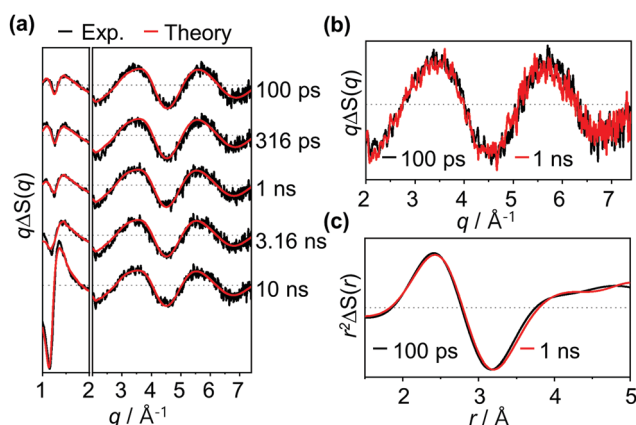 (a)
Exp.
Theory
qΔS(q)
100 ps
316 ps
1 ns
3.16 ns
10 ns
1 2 3 4 5 6 7
q / Å⁻¹
(b)
qΔS(q)
100 ps
1 ns
2 3 4 5 6 7
q / Å⁻¹
(c)
r²ΔS(r)
100 ps
1 ns
2 3 4 5
r / Å